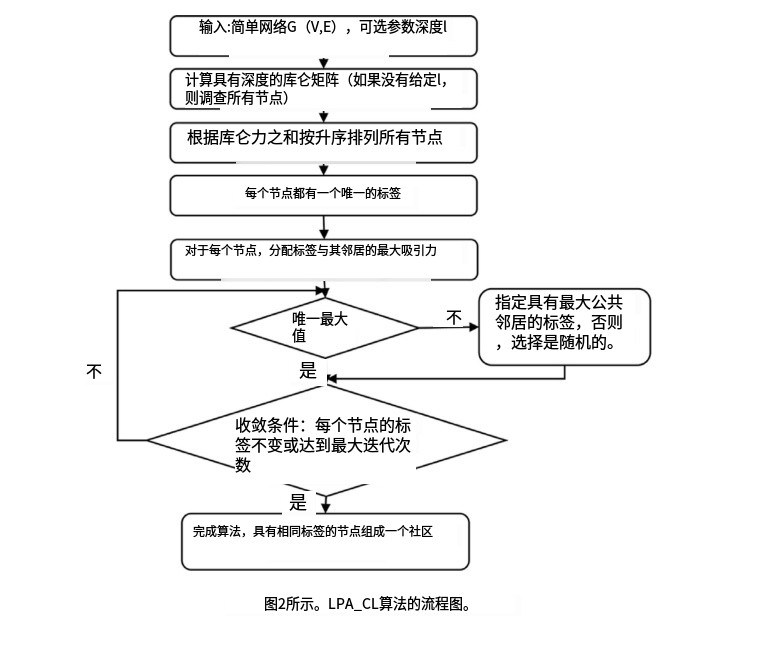 输入:简单网络G（V,E），可选参数深度l
计算具有深度的库仑矩阵（如果没有给定l，
则调查所有节点）
根据库仑力之和按升序排列所有节点
每个节点都有一个唯一的标签
对于每个节点，分配标签与其邻居的最大吸引力
唯一最大
值
不
指定具有最大公共
邻居的标签，否则
，选择是随机的。
是
不
收敛条件：每个节点的标
签不变或达到最大迭代次
数
是
完成算法，具有相同标签的节点组成一个社区
图2所示。LPA_CL算法的流程图。